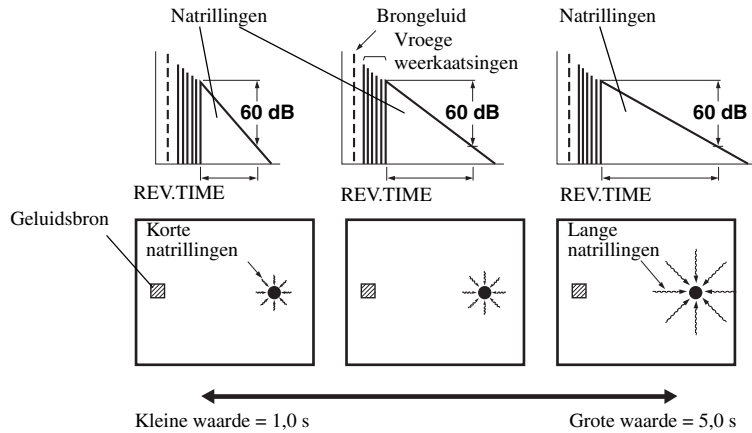 Natrillingen
Brongeluid
Natrillingen
Vroege
weerkaatsingen
60 dB
60 dB
60 dB
REV.TIME
REV.TIME
REV.TIME
Geluidsbron
Korte
natrillingen
Lange
natrillingen
Kleine waarde = 1,0 s
Grote waarde = 5,0 s